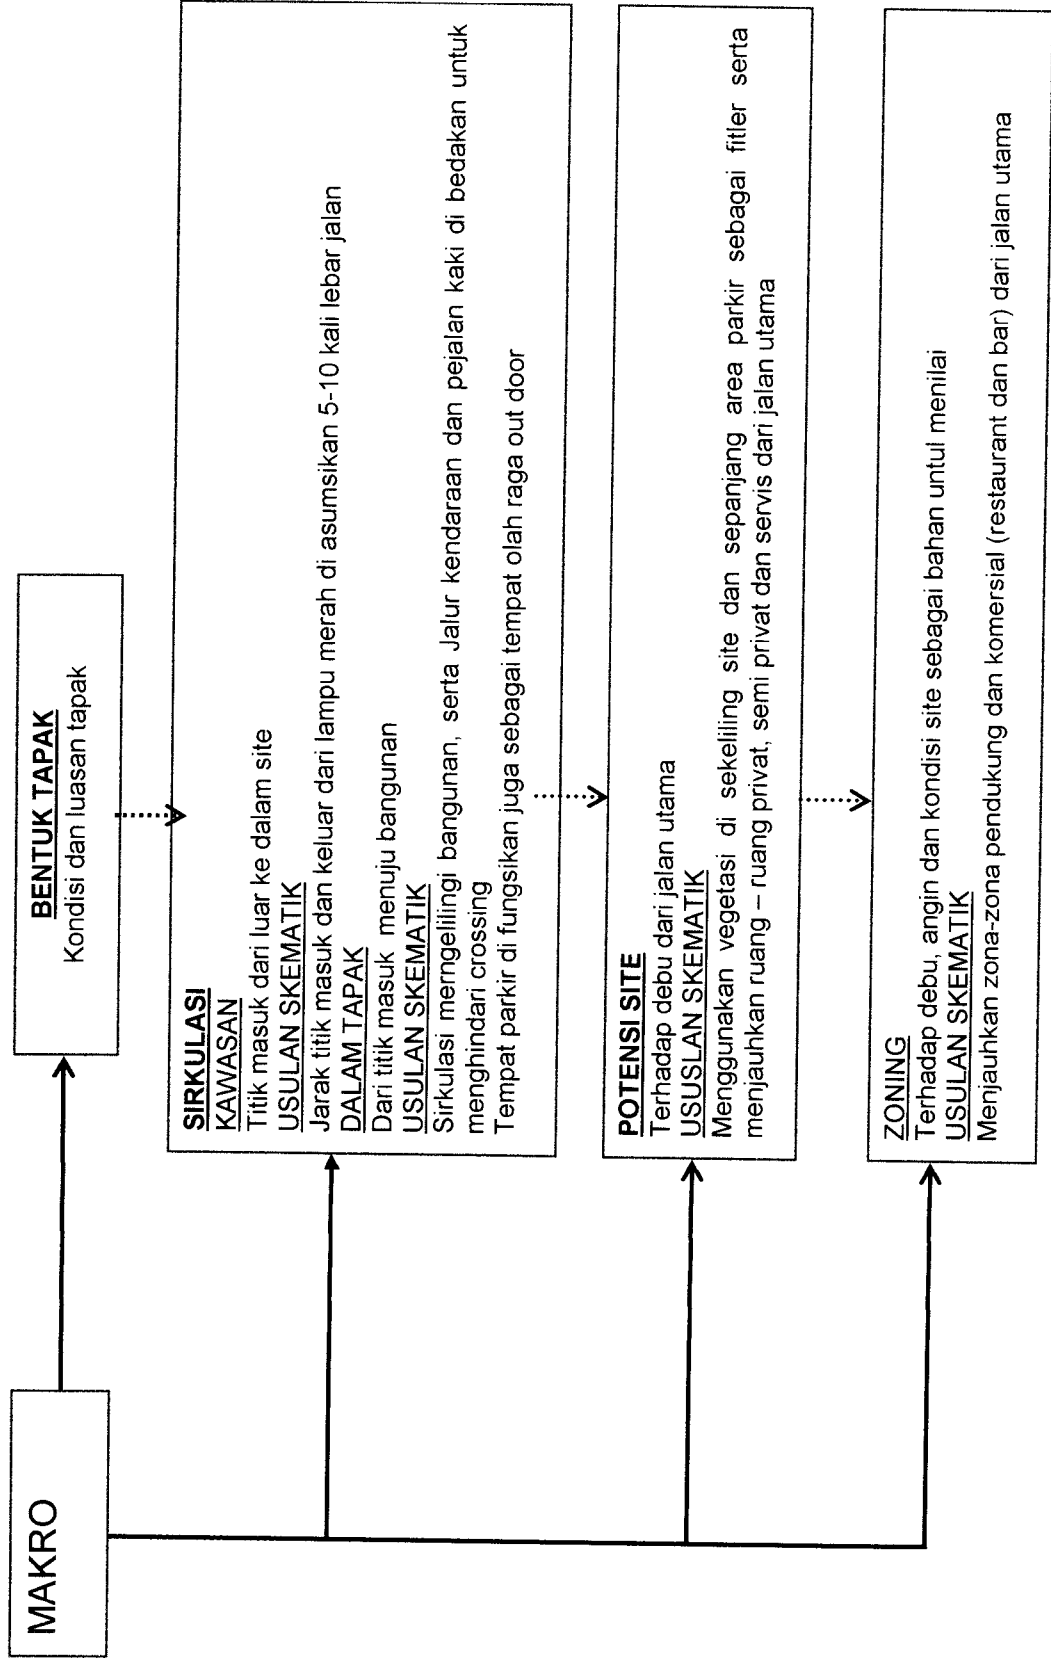 MAKRO
BENTUK TAPAK
Kondisi dan luasan tapak
SIRKULASI
KAWASAN
Titik masuk dari luar ke dalam site
USULAN SKEMATIK
Jarak titik masuk dan keluar dari lampu merah di asumsikan 5-10 kali lebar jalan
DALAM TAPAK
Dari titik masuk menuju bangunan
USULAN SKEMATIK
Sirkulasi merngelilingi bangunan, serta Jalur kendaraan dan pejalan kaki di bedakan untuk
menghindari crossing
Tempat parkir di fungsikan juga sebagai tempat olah raga out door
POTENSI SITE
Terhadap debu dari jalan utama
USUSLAN SKEMATIK
Menggunakan vegetasi di sekeliling site dan sepanjang area parkir sebagai fitler serta
menjauhkan ruang – ruang privat, semi privat dan servis dari jalan utama
ZONING
Terhadap debu, angin dan kondisi site sebagai bahan untul menilai
USULAN SKEMATIK
Menjauhkan zona-zona pendukung dan komersial (restaurant dan bar) dari jalan utama